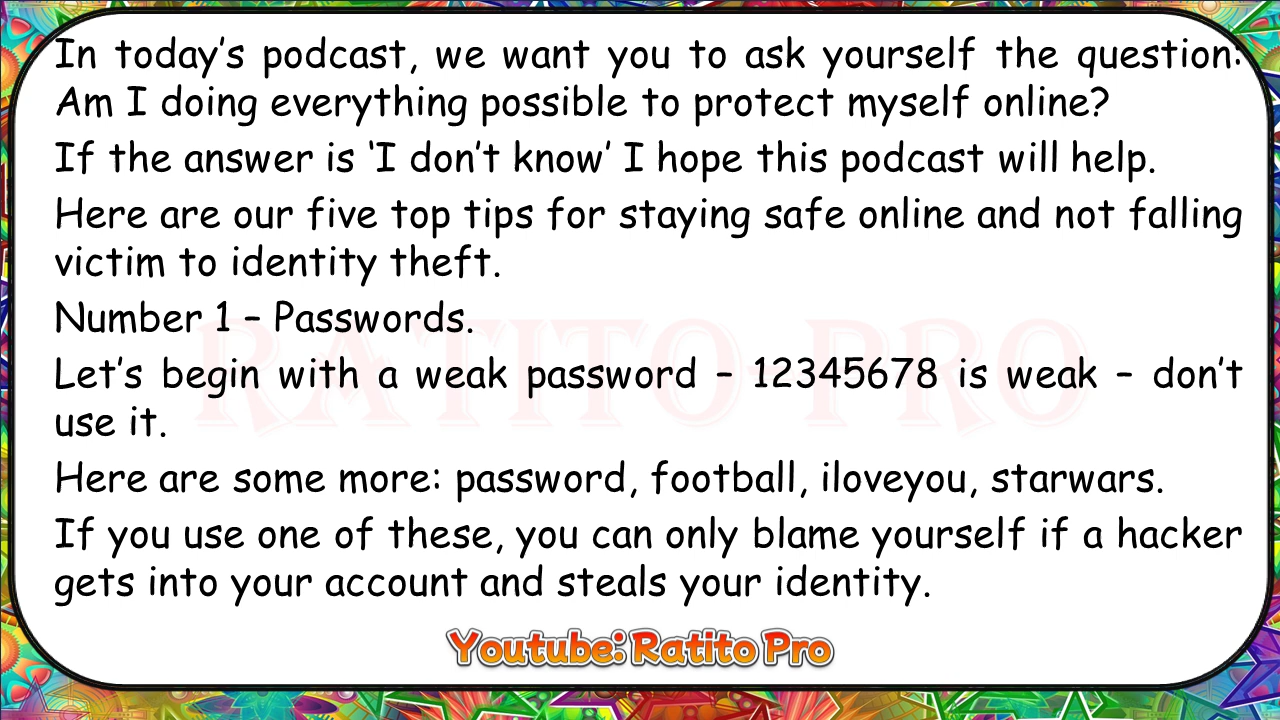 In today’s podcast, we want you to ask yourself the question:
Am I doing everything possible to protect myself online?
If the answer is ‘I don’t know’ I hope this podcast will help.
Here are our five top tips for staying safe online and not falling
victim to identity theft.
Number 1 – Passwords.
RATITO PRO
Let’s begin with a weak password – 12345678 is weak – don’t
use it.
Here are some more: password, football, iloveyou, starwars.
If you use one of these, you can only blame yourself if a hacker
gets into your account and steals your identity.
Youtube: Ratito Pro